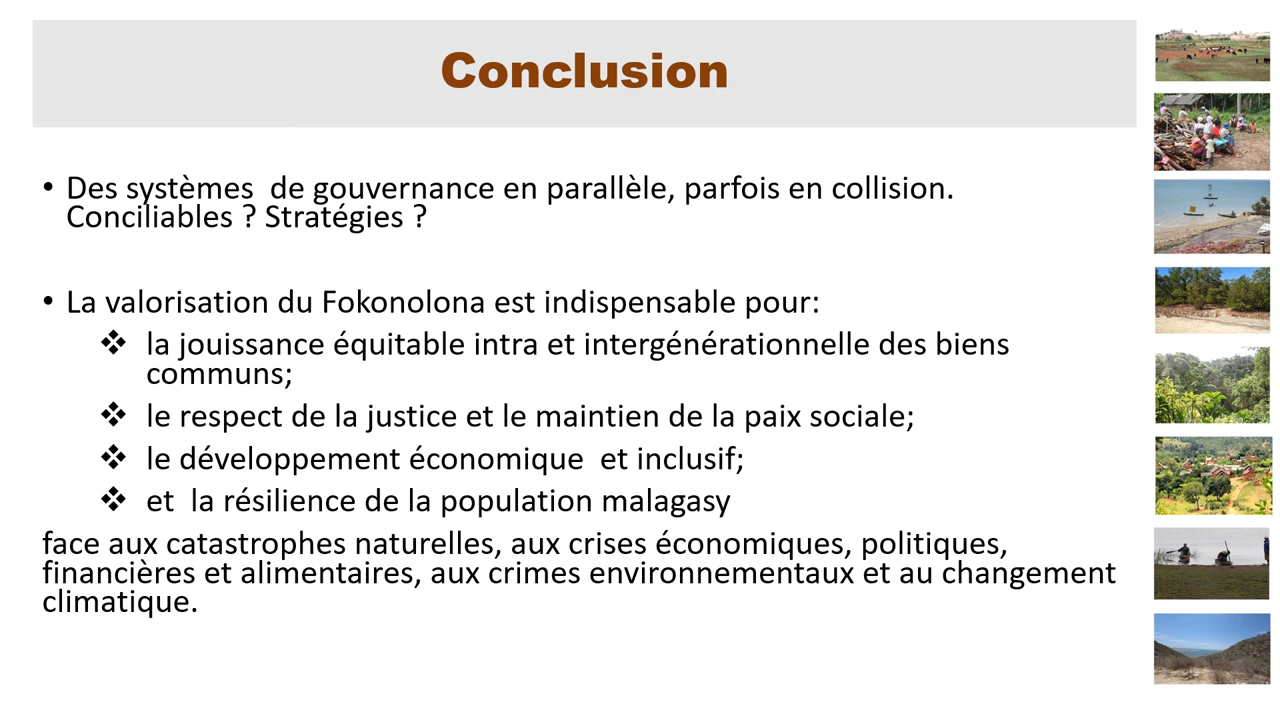 Conclusion
• Des systèmes  de gouvernance en parallèle, parfois en collision.
Conciliables ? Stratégies ?
• La valorisation du Fokonolona est indispensable pour:
❖ la jouissance équitable intra et intergénérationnelle des biens
communs;
❖ le respect de la justice et le maintien de la paix sociale;
❖ le développement économique  et inclusif;
❖ et  la résilience de la population malagasy
face aux catastrophes naturelles, aux crises économiques, politiques,
financières et alimentaires, aux crimes environnementaux et au changement
climatique.